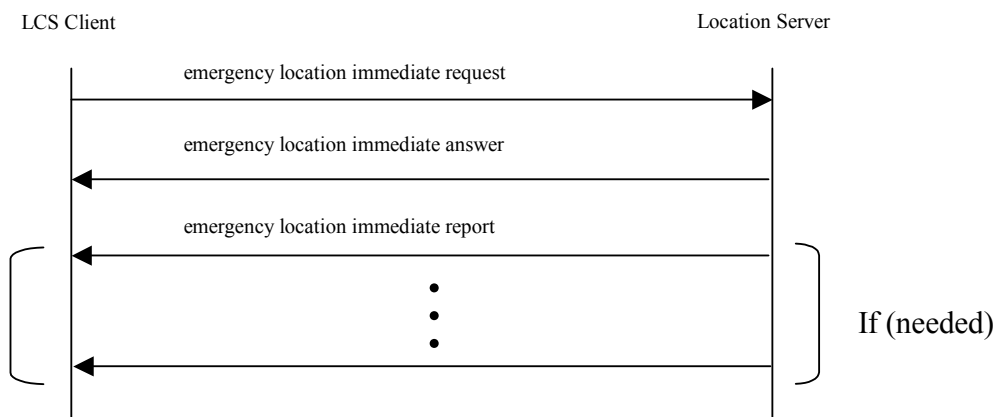 LCS Client
Location Server
emergency location immediate request
emergency location immediate answer
emergency location immediate report
If (needed)